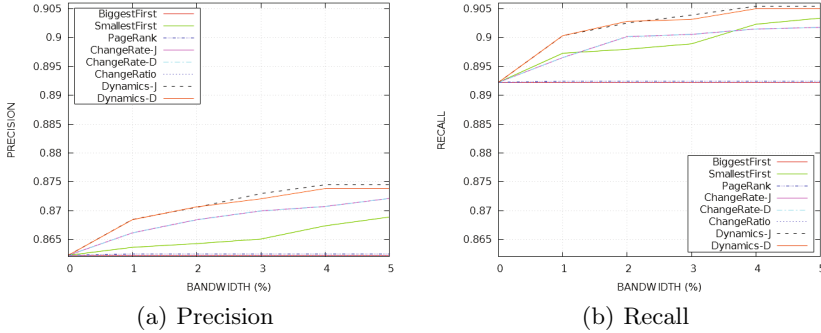 0.905
0.9
0.895
0.89
0.885
0.88
0.875
0.87
0.865
PRECISION
BiggestFirst
SmallestFirst
PageRank
ChangeRate-J
ChangeRate-D
ChangeRatio
Dynamics-J
Dynamics-D
0 1 2 3 4 5
BANDWIDTH (%)
(a) Precision
0.905
0.9
0.895
0.89
0.885
0.88
0.875
0.87
0.865
RECALL
BiggestFirst
SmallestFirst
PageRank
ChangeRate-J
ChangeRate-D
ChangeRatio
Dynamics-J
Dynamics-D
0 1 2 3 4 5
BANDWIDTH (%)
(b) Recall